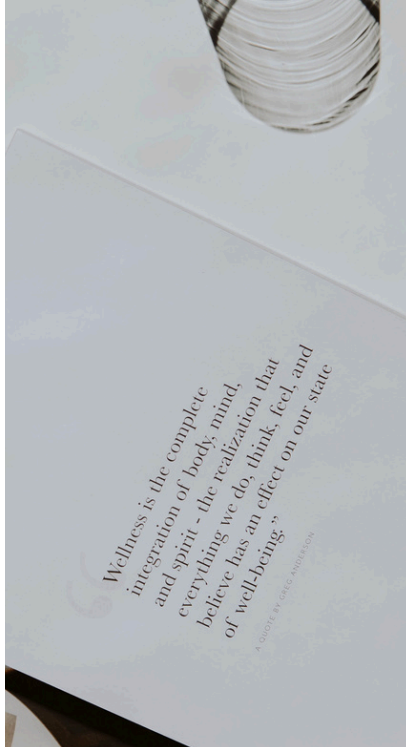 Wellness is the complete
integration of body, mind,
and spirit - the realization that
everything we do, think, feel, and
believe has an effect on our state
of well-being.”
A QUOTE BY GREG ANDERSON